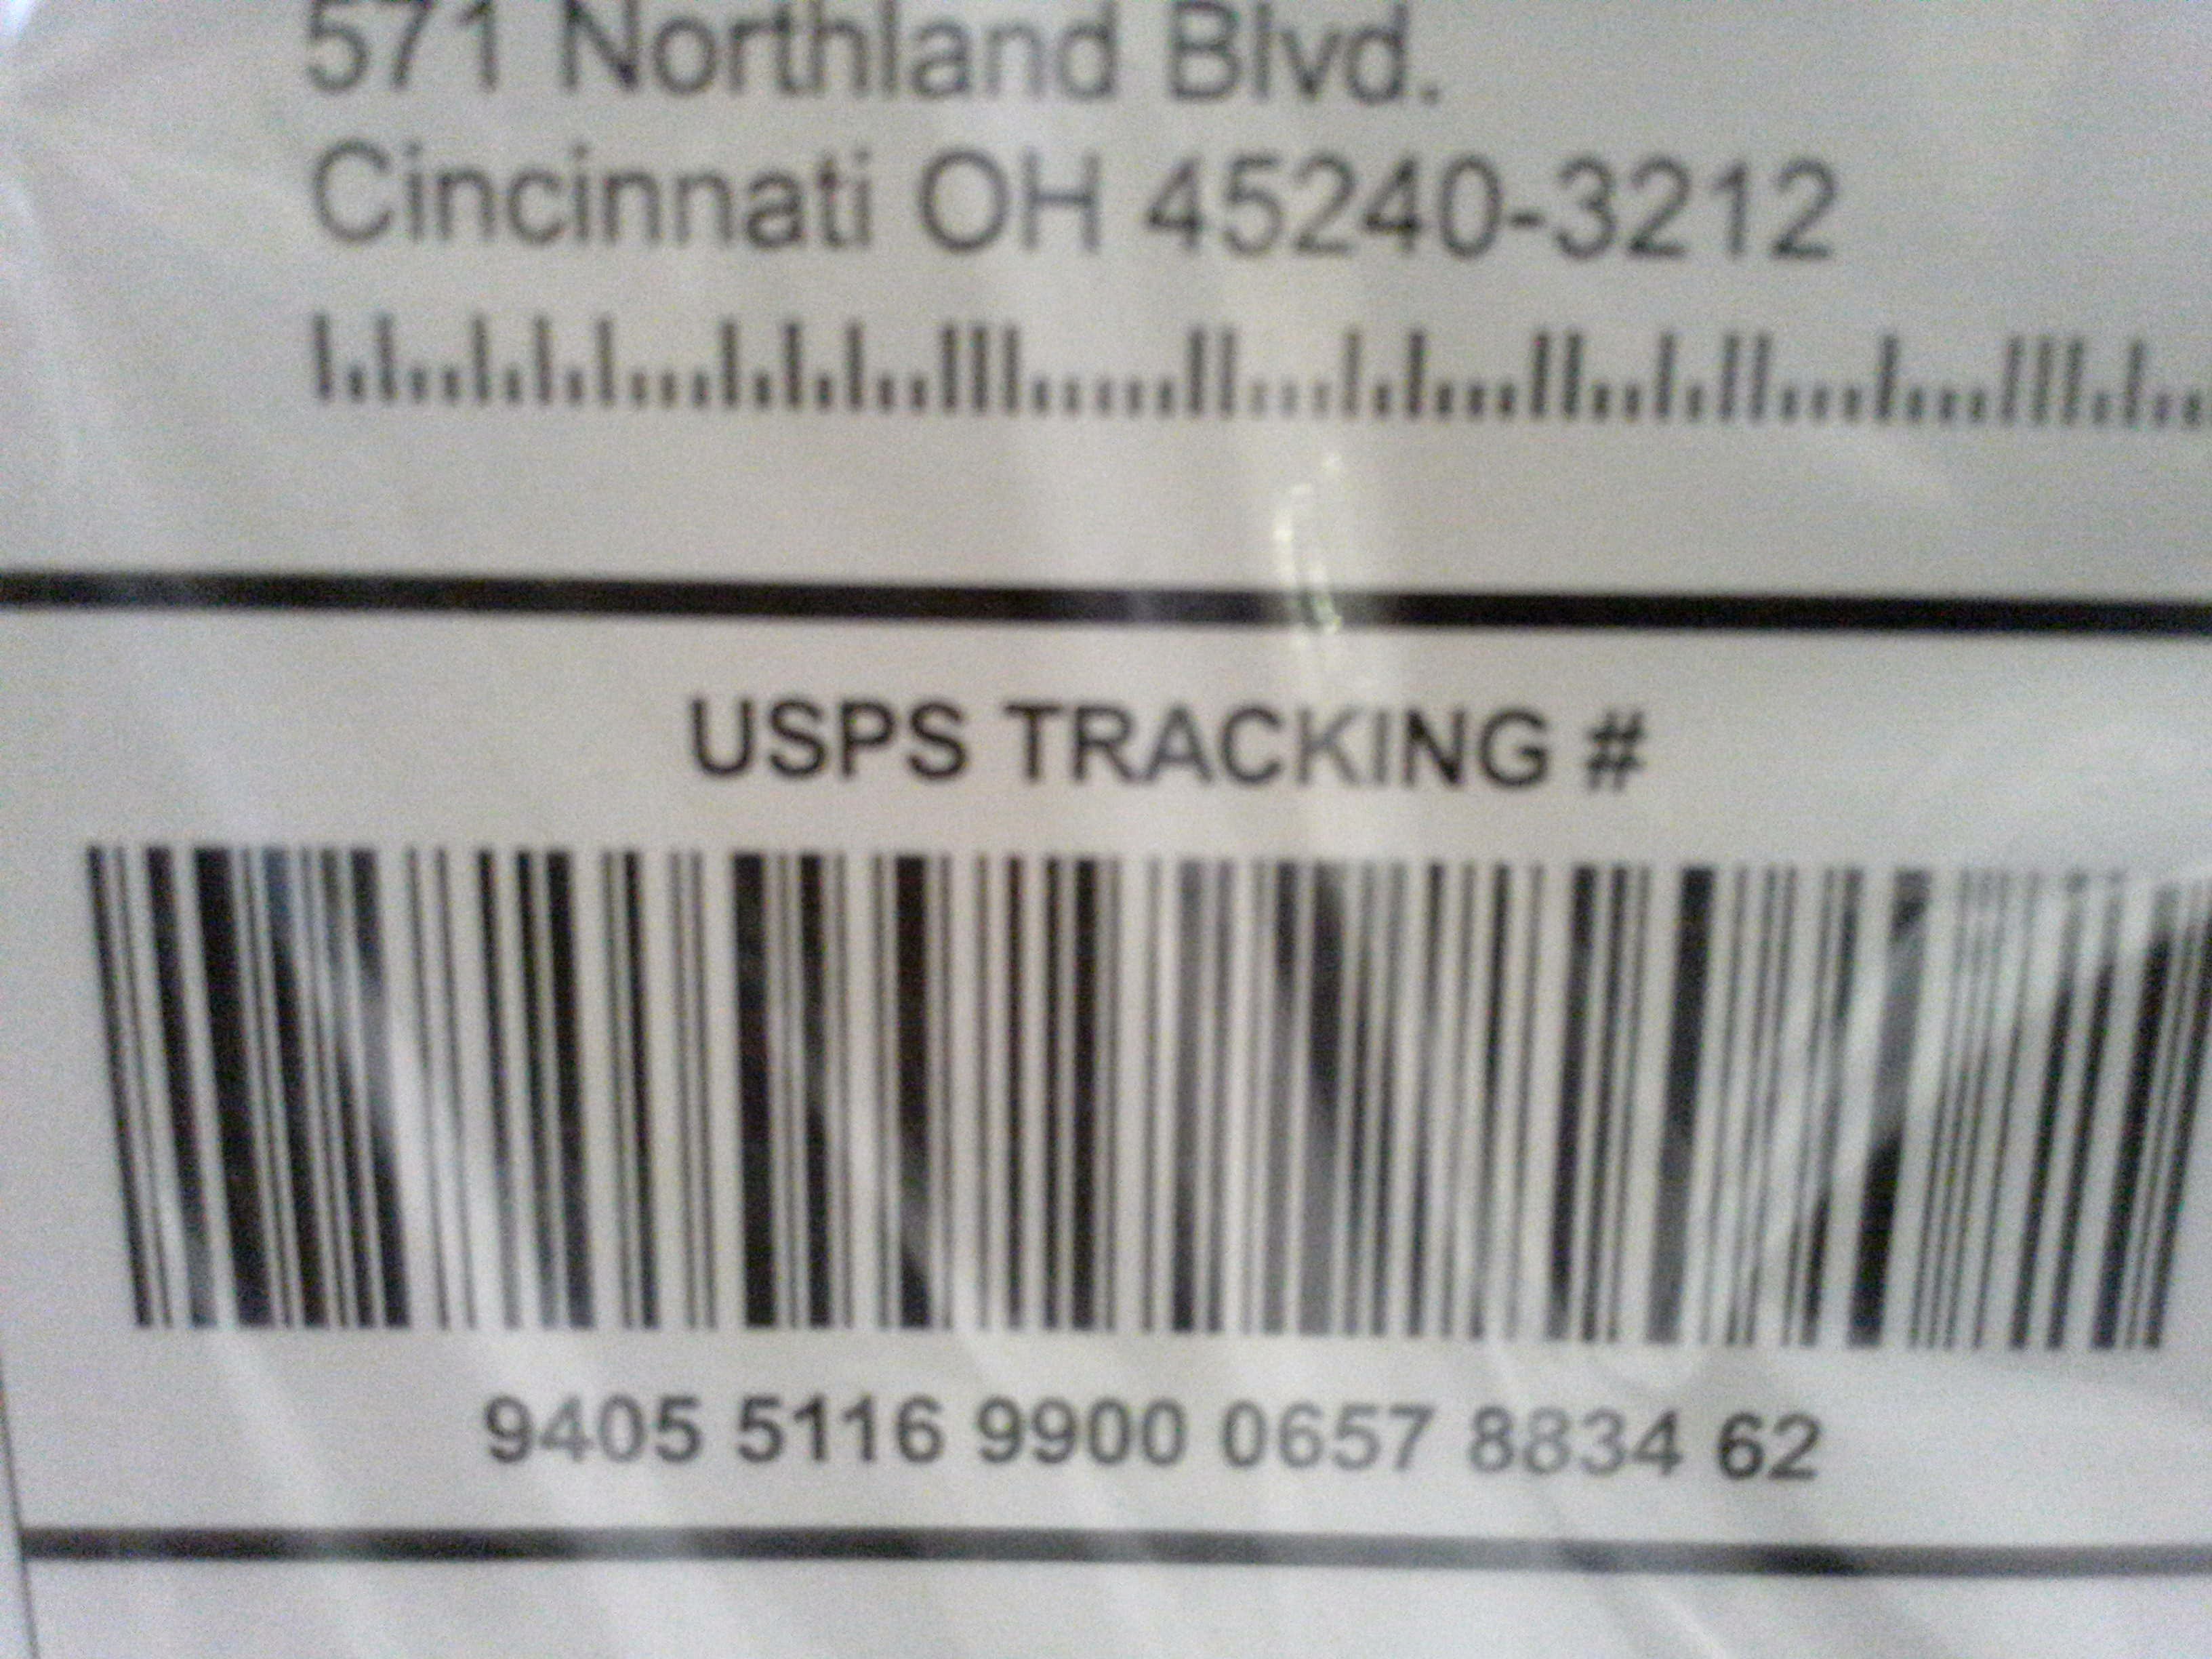 571 Northland Blvd.
Cincinnati OH 45240-3212
USPS TRACKING #
9405 5116 9900 0657 8834 62